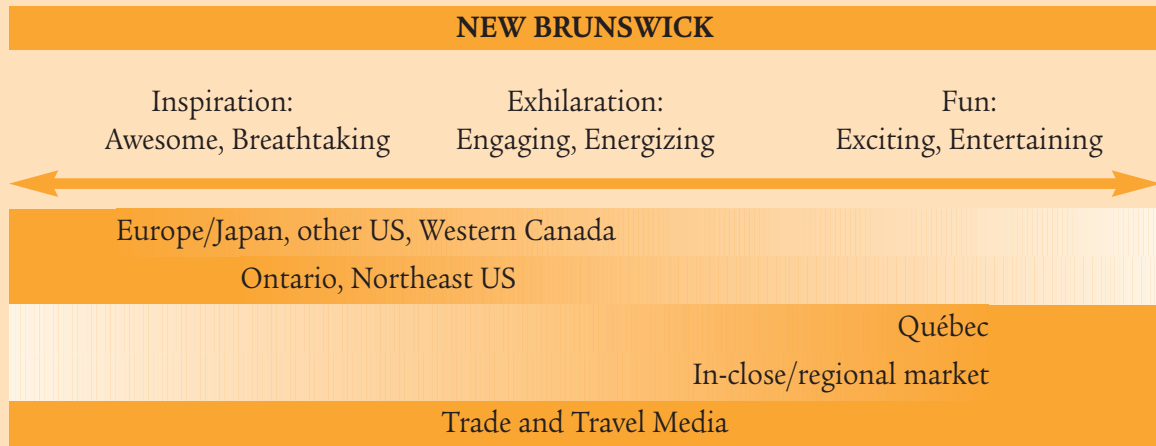 NEW BRUNSWICK
Inspiration:
Awesome, Breathtaking
Exhilaration:
Engaging, Energizing
Fun:
Exciting, Entertaining
Europe/Japan, other US, Western Canada
Ontario, Northeast US
Québec
In-close/regional market
Trade and Travel Media